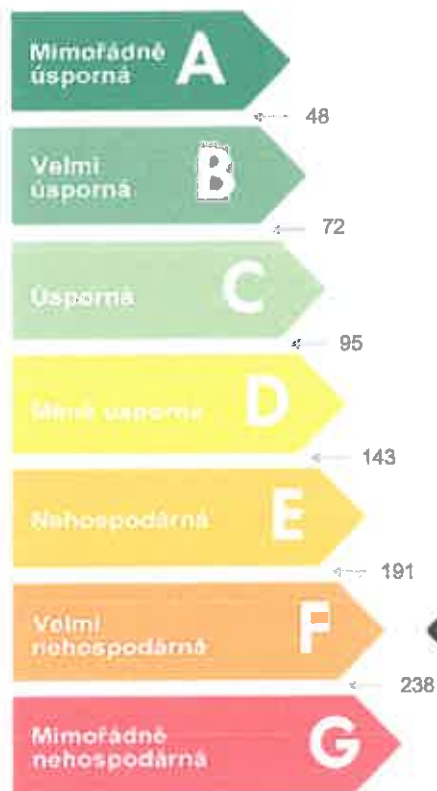 Mimořádně
úsporná
A
48
Velmi
úsporná
B
72
Úsporná
C
95
Méně úsporná
D
143
Nehospodárná
E
191
Velmi
nehospodárná
F
238
Mimořádně
nehospodárná
G